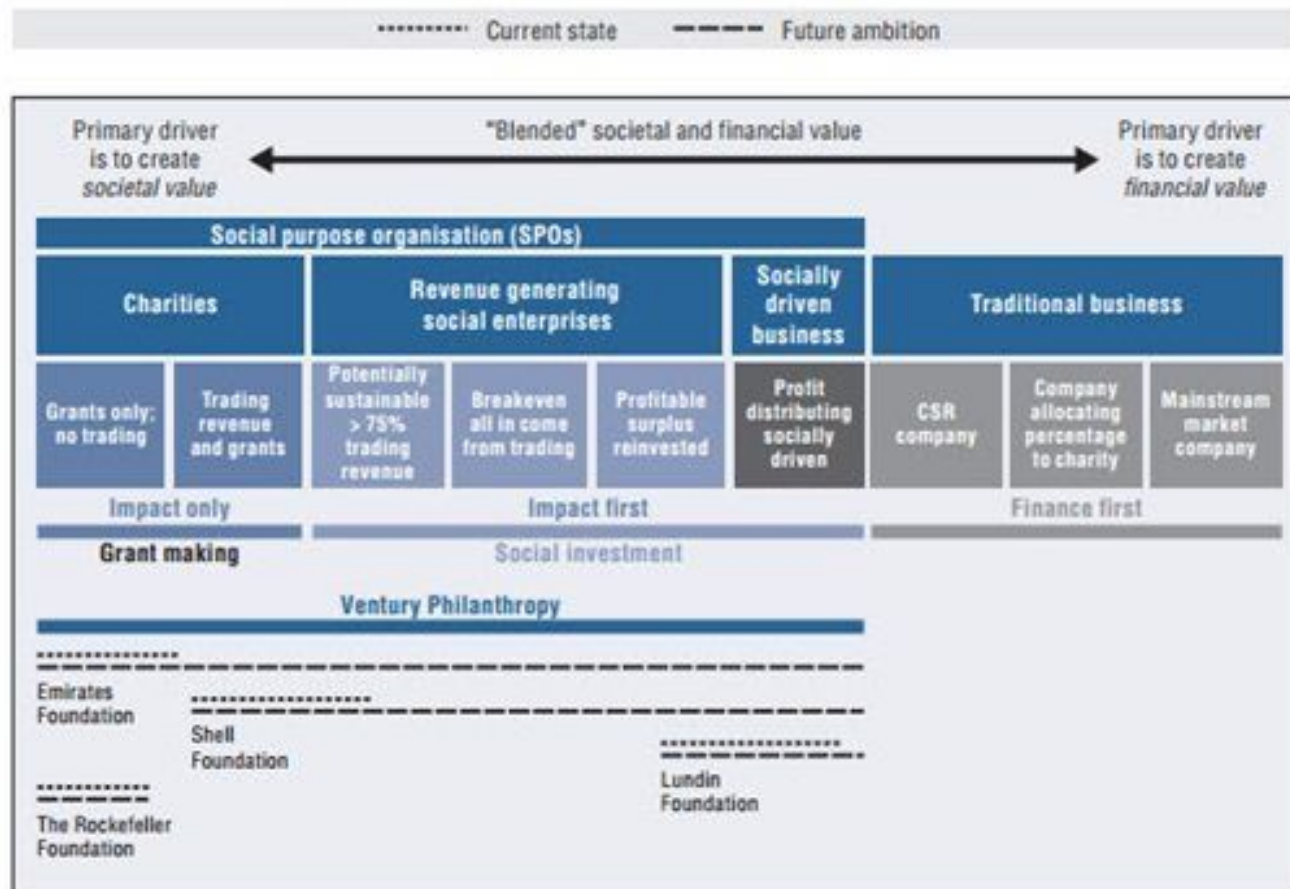 Current state
Future ambition
Primary driver
is to create
societal value
"Blended" societal and financial value
Primary driver
is to create
financial value
Social purpose organisation (SPOs)
Charities
Revenue generating
social enterprises
Socially
driven
business
Traditional business
Grants only;
no trading
Trading
revenue
and grants
Potentially
sustainable
> 75%
trading
revenue
Breakeven
all in come
from trading
Profitable
surplus
reinvested
Profit
distributing
socially
driven
CSR
company
Company
allocating
percentage
to charity
Mainstream
market
company
Impact only
Impact first
Finance first
Grant making
Social investment
Ventury Philanthropy
Emirates
Foundation
Shell
Foundation
Lundin
Foundation
The Rockefeller
Foundation